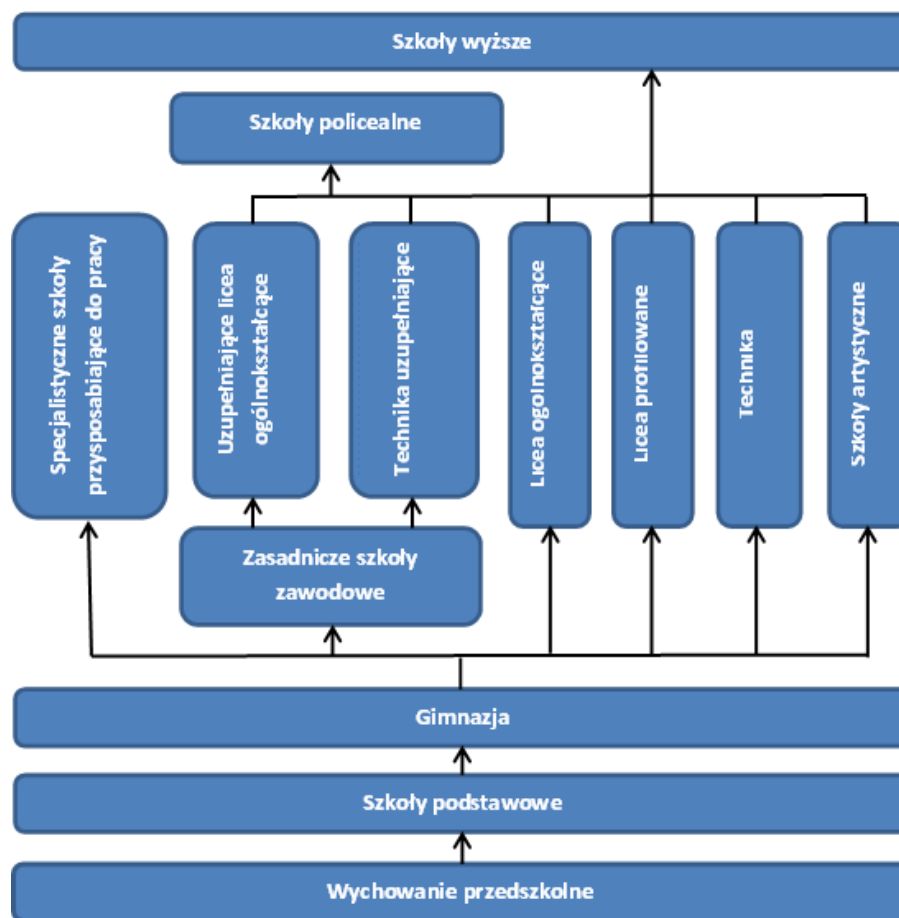 Szkoły wyższe
Szkoły policealne
Specjalistyczne szkoły
przysposabiające do pracy
Uzupełniające licea
ogólnokształcące
Technika uzupełniające
Licea ogolnokształcące
Licea profilowane
Technika
Szkoły artystyczne
Zasadnicze szkoły
zawodowe
Gimnazja
Szkoły podstawowe
Wychowanie przedszkolne